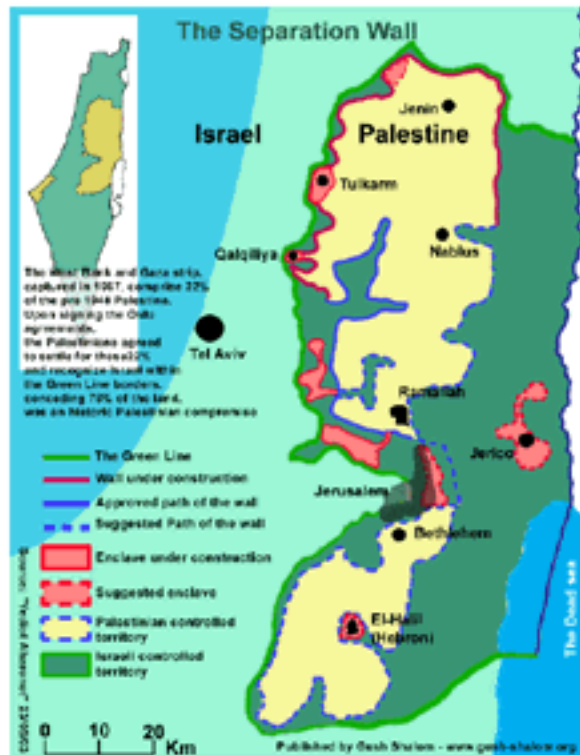 The Separation Wall
Israel
Palestine
Jenin
Tulkarm
Qalqiliya
Nablus
The West Bank and Gaza strip,
captured in 1967, comprise 22%
of the pre 1948 Palestine.
Upon signing the Oslo
agreements,
the Palestinians agreed
to settle for these 22%
and recognize Israel within
the Green Line borders,
conceding 78% of the land.
was an historic Palestinian compromise
Tel Aviv
Ramallah
Jerico
Jerusalem
Bethlehem
El-Halil
(Hebron)
The Dead sea
The Green Line
Wall under construction
Approved path of the wall
Suggested Path of the wall
Enclave under construction
Suggested enclave
Palestinian controlled
territory
Israeli controlled
territory
0 10 20
Km
Published by Gush Shalom - www.gush-shalom.org